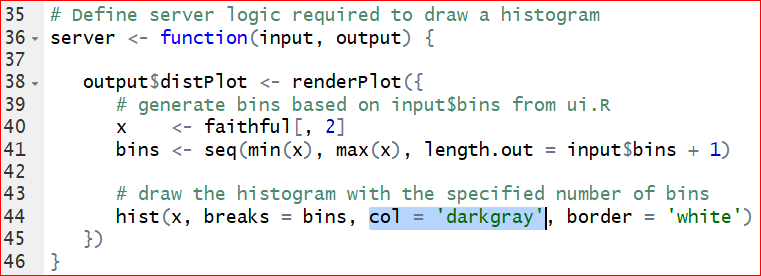 35 # Define server logic required to draw a histogram
36 server <- function(input, output) {
37
38 output$distPlot <- renderPlot({
39 # generate bins based on input$bins from ui.R
40 x <- faithful[, 2]
41 bins <- seq(min(x), max(x), length.out = input$bins + 1)
42
43 # draw the histogram with the specified number of bins
44 hist(x, breaks = bins, col = 'darkgray', border = 'white')
45 })
46 }